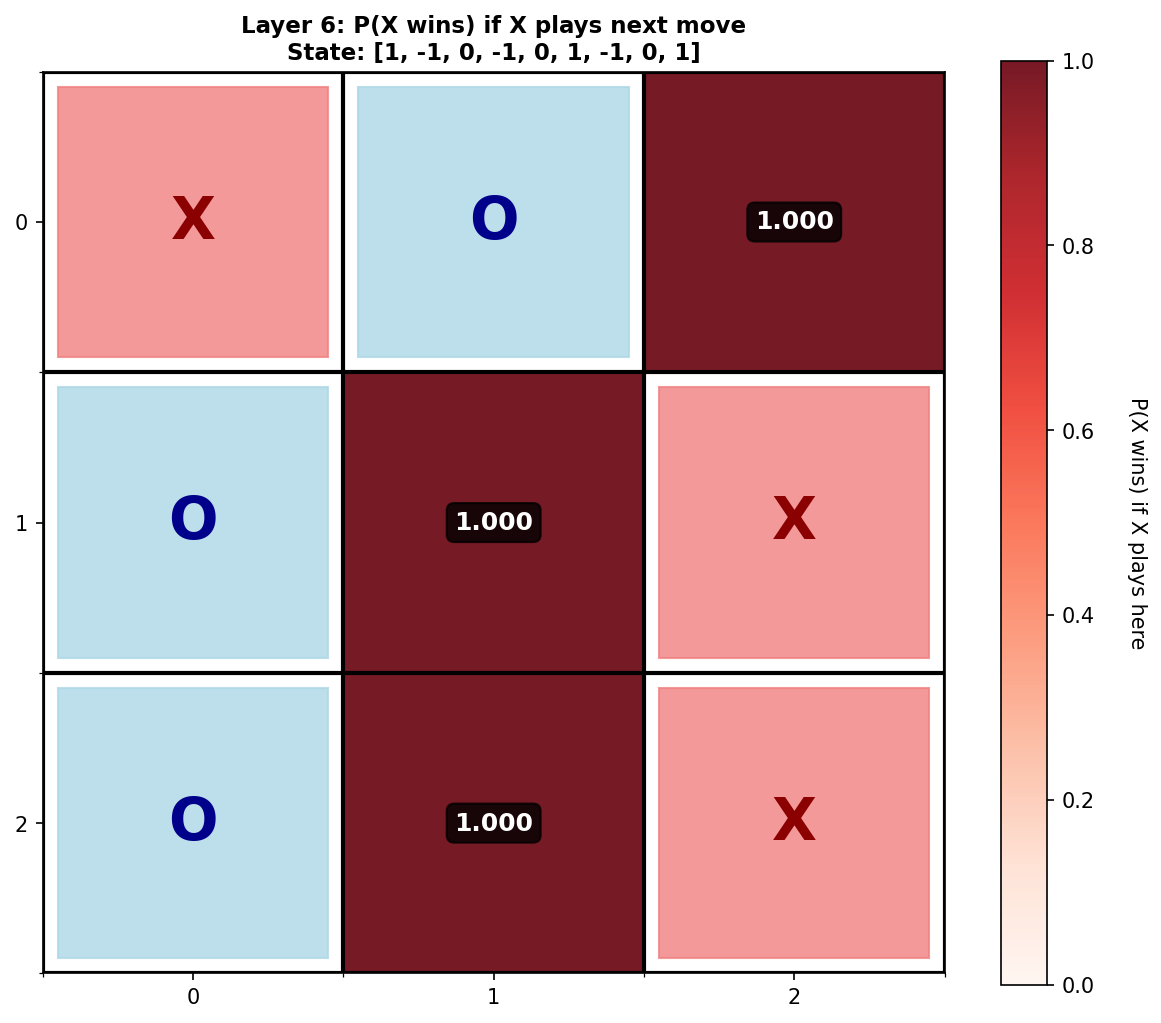 Layer 6: P(X wins) if X plays next move
State: [1, -1, 0, -1, 0, 1, -1, 0, 1]
X
O
1.000
O
1.000
X
O
1.000
X
0
1
2
0
1
2
1.0
0.8
0.6
0.4
0.2
0.0
P(X wins) if X plays here